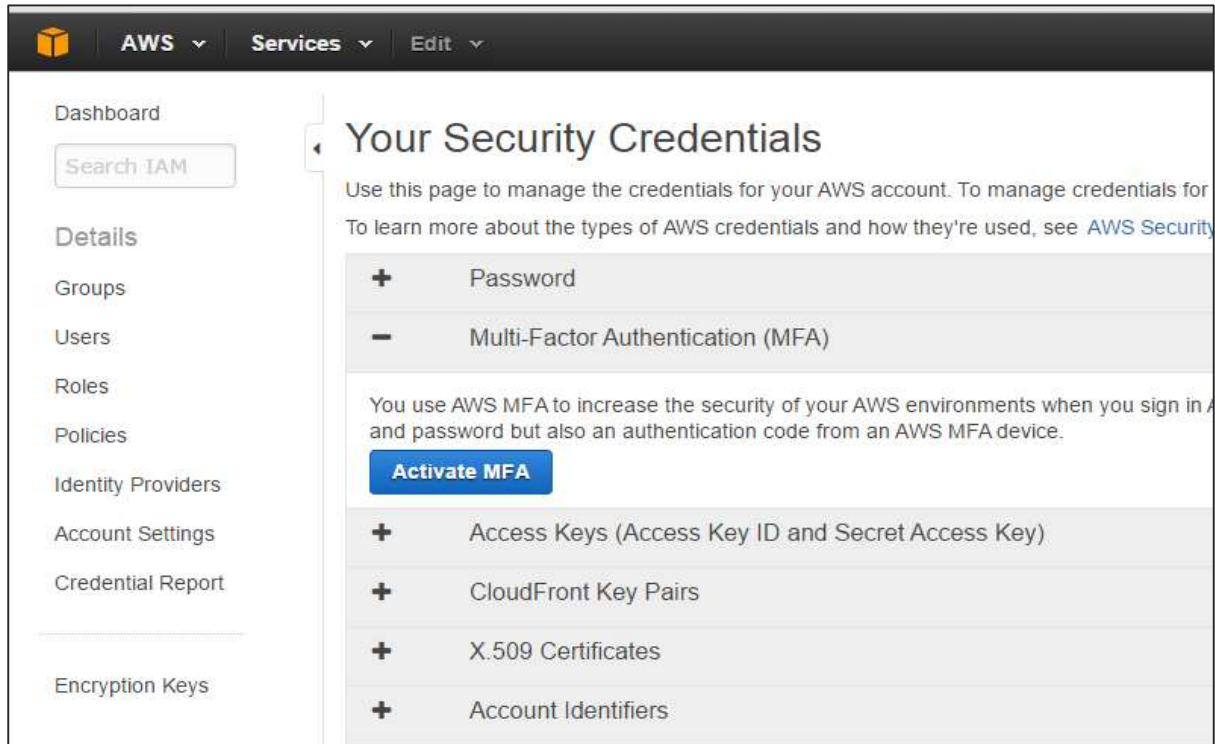 AWS Services Edit
Dashboard
Search IAM
Details
Groups
Users
Roles
Policies
Identity Providers
Account Settings
Credential Report
Encryption Keys
Your Security Credentials
Use this page to manage the credentials for your AWS account. To manage credentials for
To learn more about the types of AWS credentials and how they're used, see AWS Security
Password
Multi-Factor Authentication (MFA)
You use AWS MFA to increase the security of your AWS environments when you sign in
and password but also an authentication code from an AWS MFA device.
Activate MFA
Access Keys (Access Key ID and Secret Access Key)
CloudFront Key Pairs
X.509 Certificates
Account Identifiers